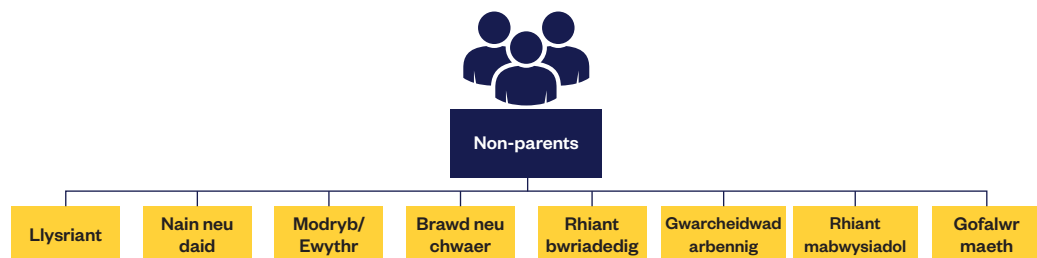 Non-parents
Llysriant
Nain neu
daid
Modryb/
Ewythr
Brawd neu
chwaer
Rhiant
bwriadedig
Gwarcheidwad
arbennig
Rhiant
mabwysiadol
Gofalwr
maeth